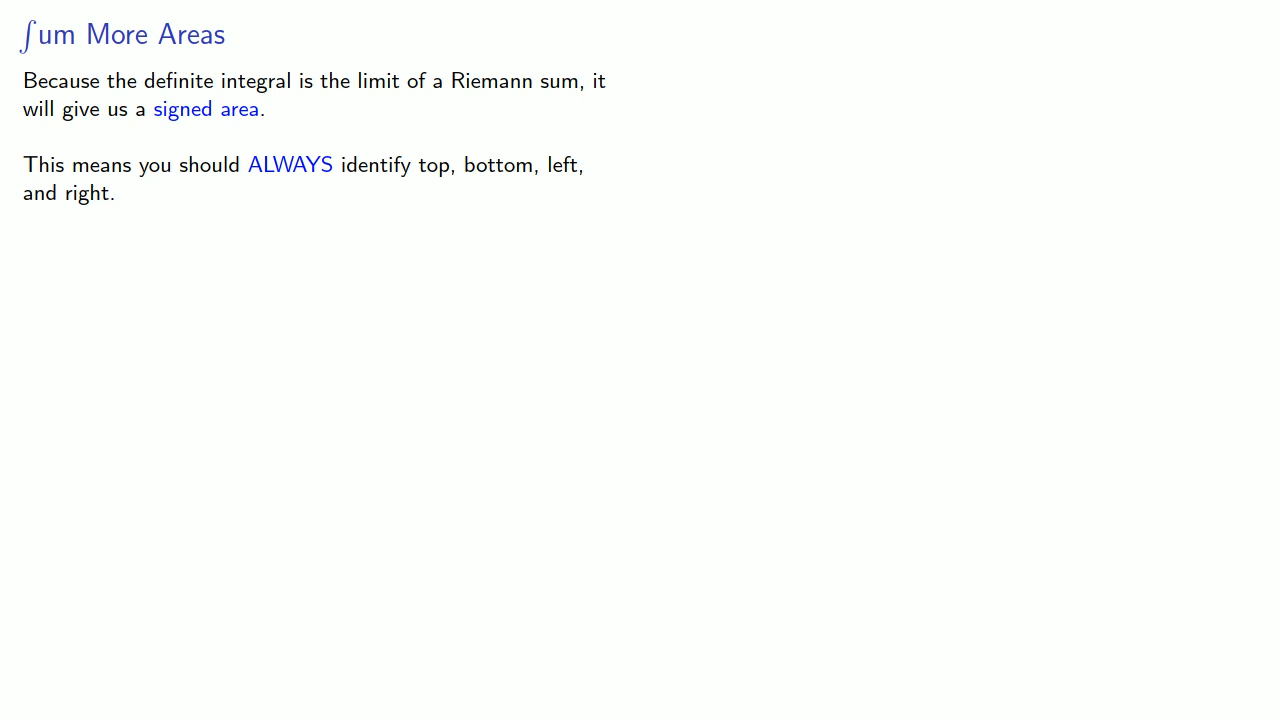 ∫um More Areas
Because the definite integral is the limit of a Riemann sum, it
will give us a signed area.
This means you should ALWAYS identify top, bottom, left,
and right.